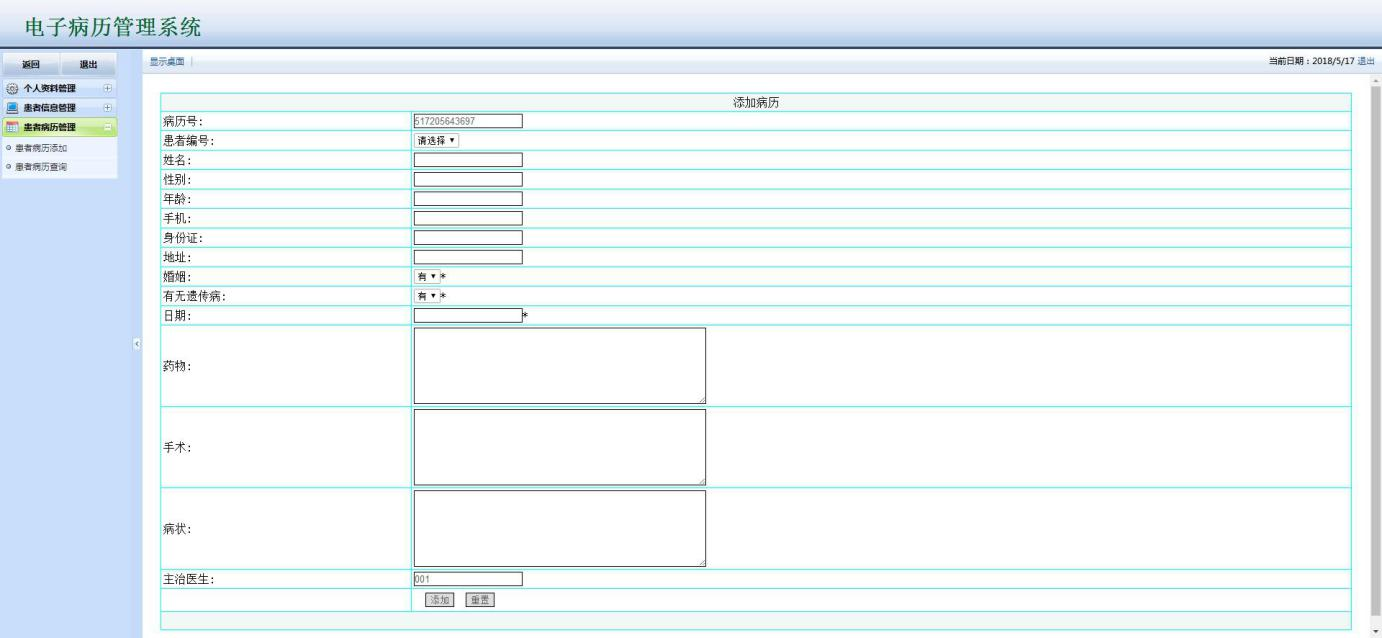 电子病历管理系统
返回 退出
显示桌面 |
当前日期：2018/5/17 退出
个人资料管理
患者信息管理
患者病历管理
患者病历添加
患者病历查询
添加病历
病历号: 517205643697
患者编号: 请选择
姓名:
性别:
年龄:
手机:
身份证:
地址:
婚姻: 有 *
有无遗传病: 有 *
日期: *
药物:
手术:
病状:
主治医生: 001
添加 重置